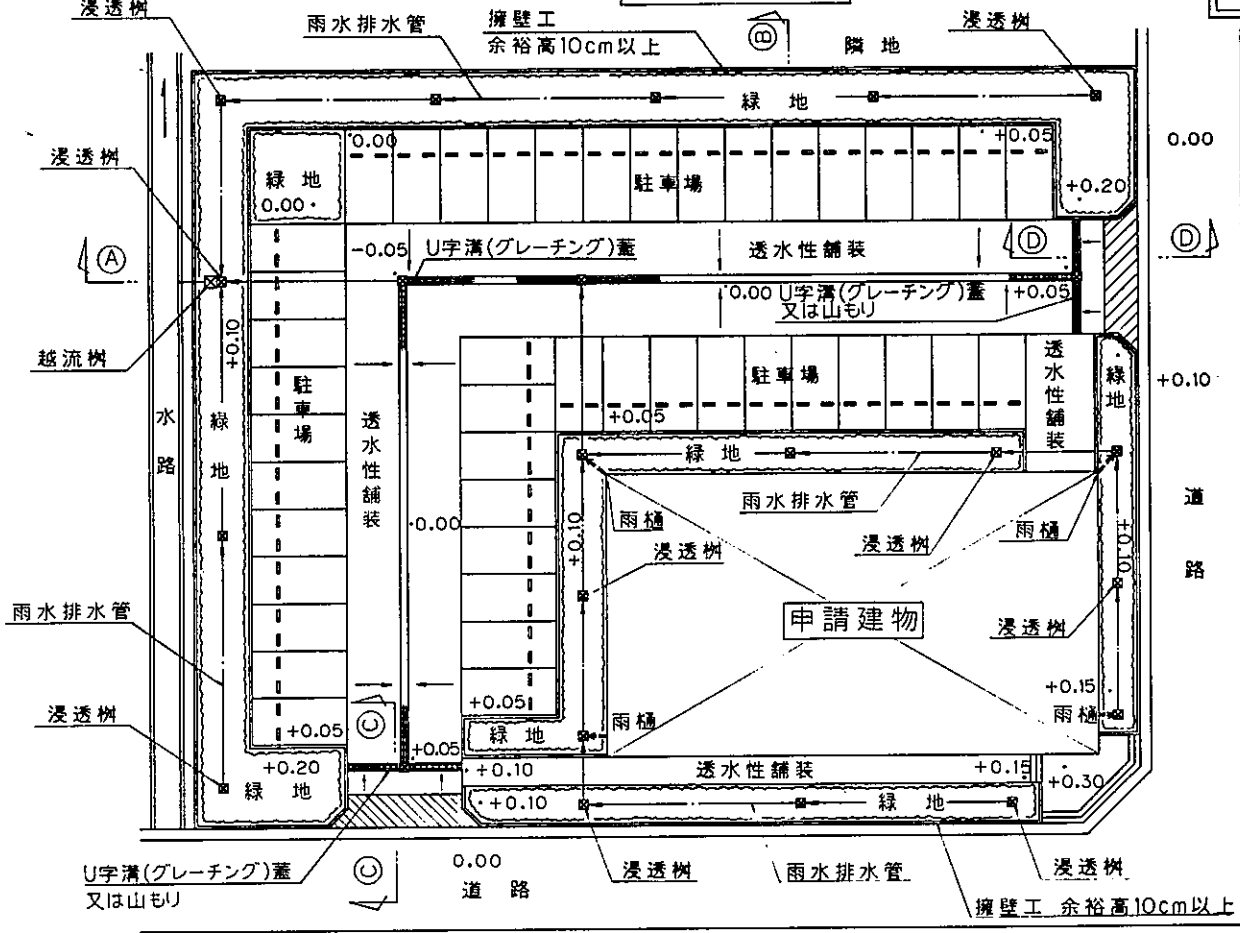 浸透桝
雨水排水管
擁壁工
余裕高10cm以上
Ⓑ
隣地
浸透桝
緑地
浸透桝
0.00
+0.05
0.00
緑地
0.00
駐車場
+0.20
Ⓐ
-0.05
U字溝(グレーチング)蓋
透水性舗装
Ⓓ
Ⓓ
0.00
U字溝(グレーチング)蓋
又は山もり
+0.05
+0.10
越流桝
駐車場
透水性舗装
緑地
+0.10
水路
緑地
駐車場
透水性舗装
+0.05
緑地
雨水排水管
道路
0.00
+0.10
雨樋
浸透桝
浸透桝
雨樋
+0.10
雨水排水管
申請建物
浸透桝
浸透桝
+0.05
Ⓒ
+0.05
緑地
雨樋
+0.15
雨樋
+0.05
+0.20
緑地
+0.10
透水性舗装
+0.15
+0.30
+0.10
緑地
U字溝(グレーチング)蓋
又は山もり
Ⓒ
0.00
道路
浸透桝
雨水排水管
浸透桝
擁壁工 余裕高10cm以上